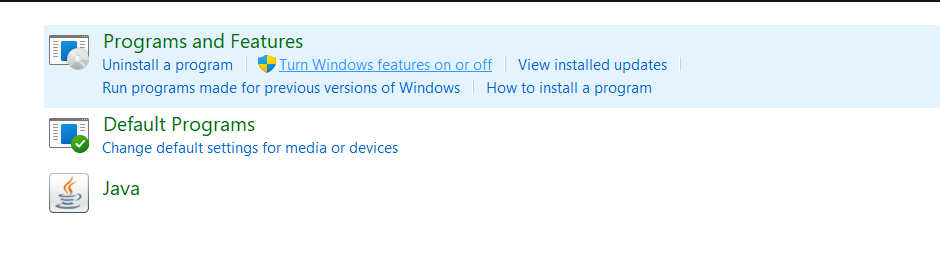 Programs and Features
Uninstall a program Turn Windows features on or off View installed updates
Run programs made for previous versions of Windows How to install a program
Default Programs
Change default settings for media or devices
Java